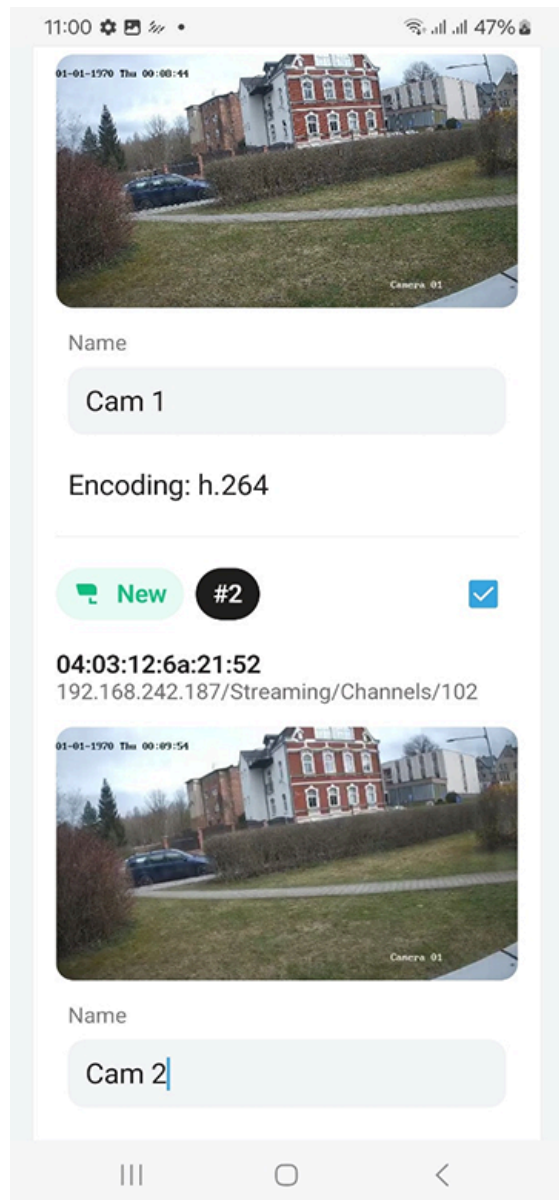 11:00 47%
01-01-1970 Thu 00:08:44
Camera 01
Name
Cam 1
Encoding: h.264
New #2
04:03:12:6a:21:52
192.168.242.187/Streaming/Channels/102
01-01-1970 Thu 00:09:54
Camera 01
Name
Cam 2